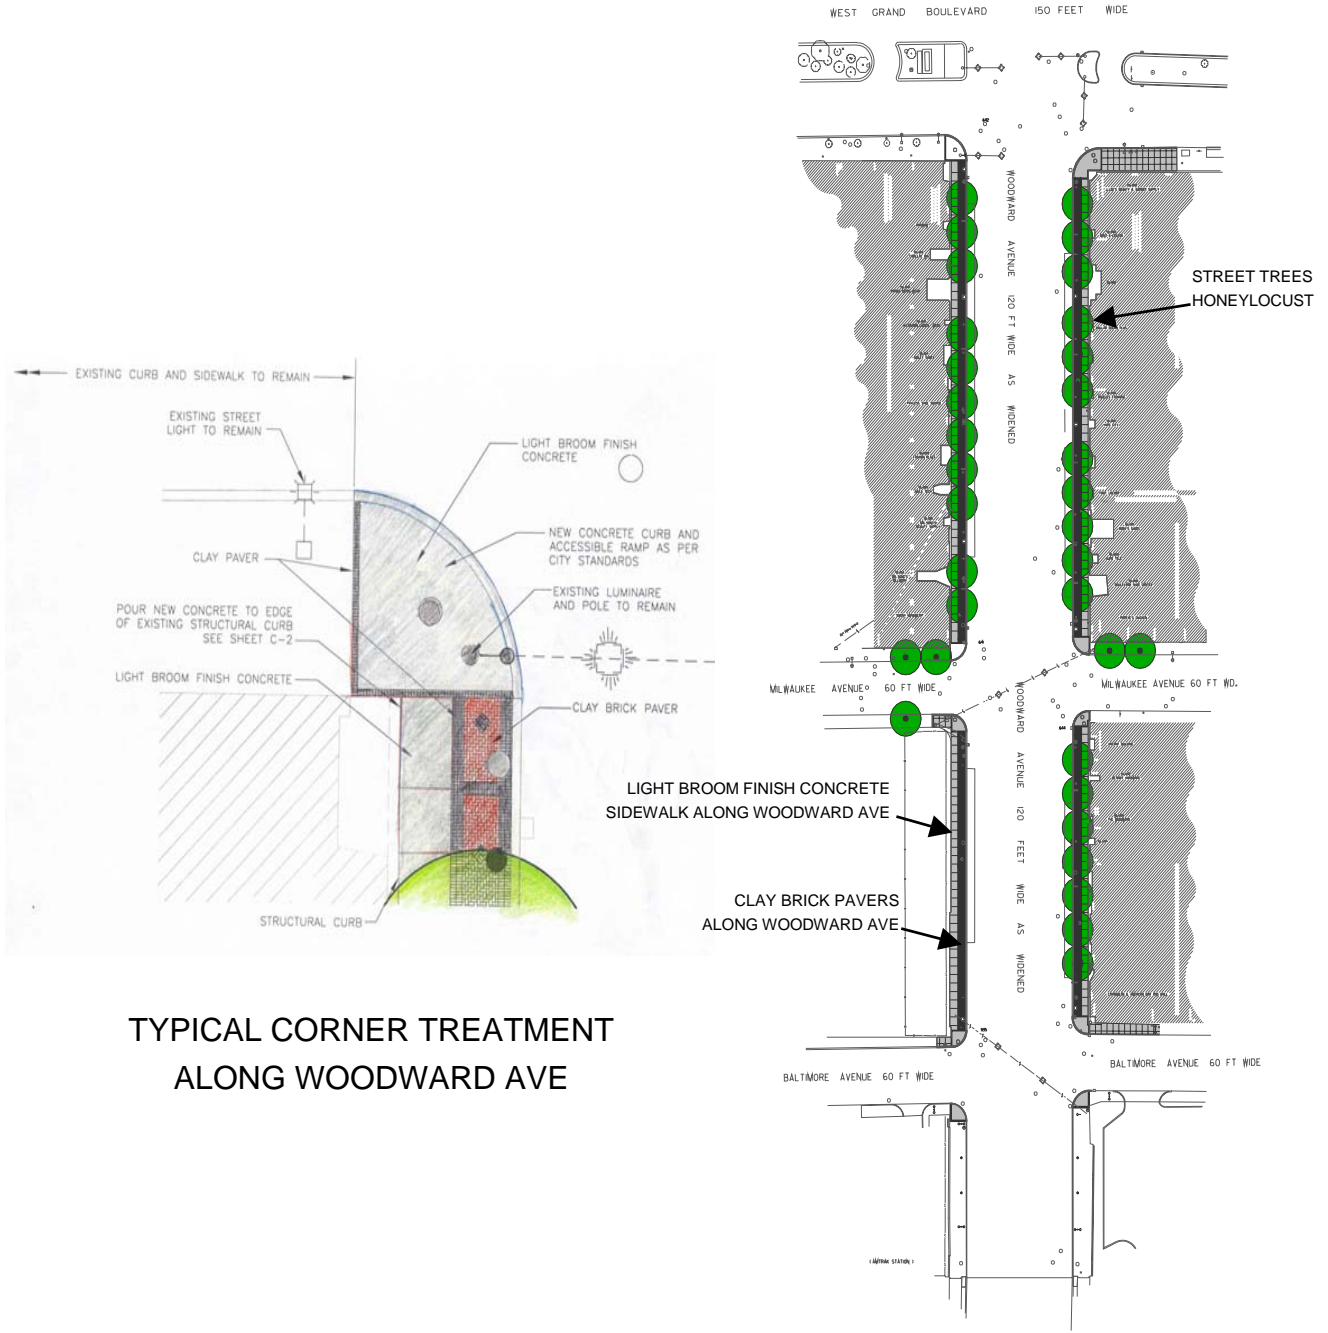 WEST GRAND BOULEVARD 150 FEET WIDE
WOODWARD AVENUE 120 FT WIDE AS WIDENED
STREET TREES
HONEYLOCUST
EXISTING CURB AND SIDEWALK TO REMAIN
EXISTING STREET
LIGHT TO REMAIN
LIGHT BROOM FINISH
CONCRETE
NEW CONCRETE CURB AND
ACCESSIBLE RAMP AS PER
CITY STANDARDS
CLAY PAVER
EXISTING LUMINAIRE
AND POLE TO REMAIN
POUR NEW CONCRETE TO EDGE
OF EXISTING STRUCTURAL CURB
SEE SHEET C-2
LIGHT BROOM FINISH CONCRETE
CLAY BRICK PAVER
STRUCTURAL CURB
TYPICAL CORNER TREATMENT
ALONG WOODWARD AVE
MILWAUKEE AVENUE 60 FT WIDE
MILWAUKEE AVENUE 60 FT WD.
WOODWARD AVENUE 120 FEET WIDE AS WIDENED
LIGHT BROOM FINISH CONCRETE
SIDEWALK ALONG WOODWARD AVE
CLAY BRICK PAVERS
ALONG WOODWARD AVE
BALTIMORE AVENUE 60 FT WIDE
BALTIMORE AVENUE 60 FT WIDE
(AMTRAK STATION)